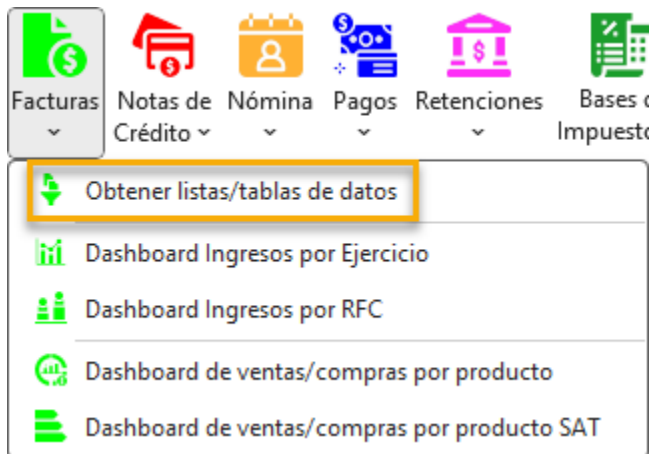 Facturas Notas de Nómina Pagos Retenciones Bases
Crédito
Obtener listas/tablas de datos
Dashboard Ingresos por Ejercicio
Dashboard Ingresos por RFC
Dashboard de ventas/compras por producto
Dashboard de ventas/compras por producto SAT